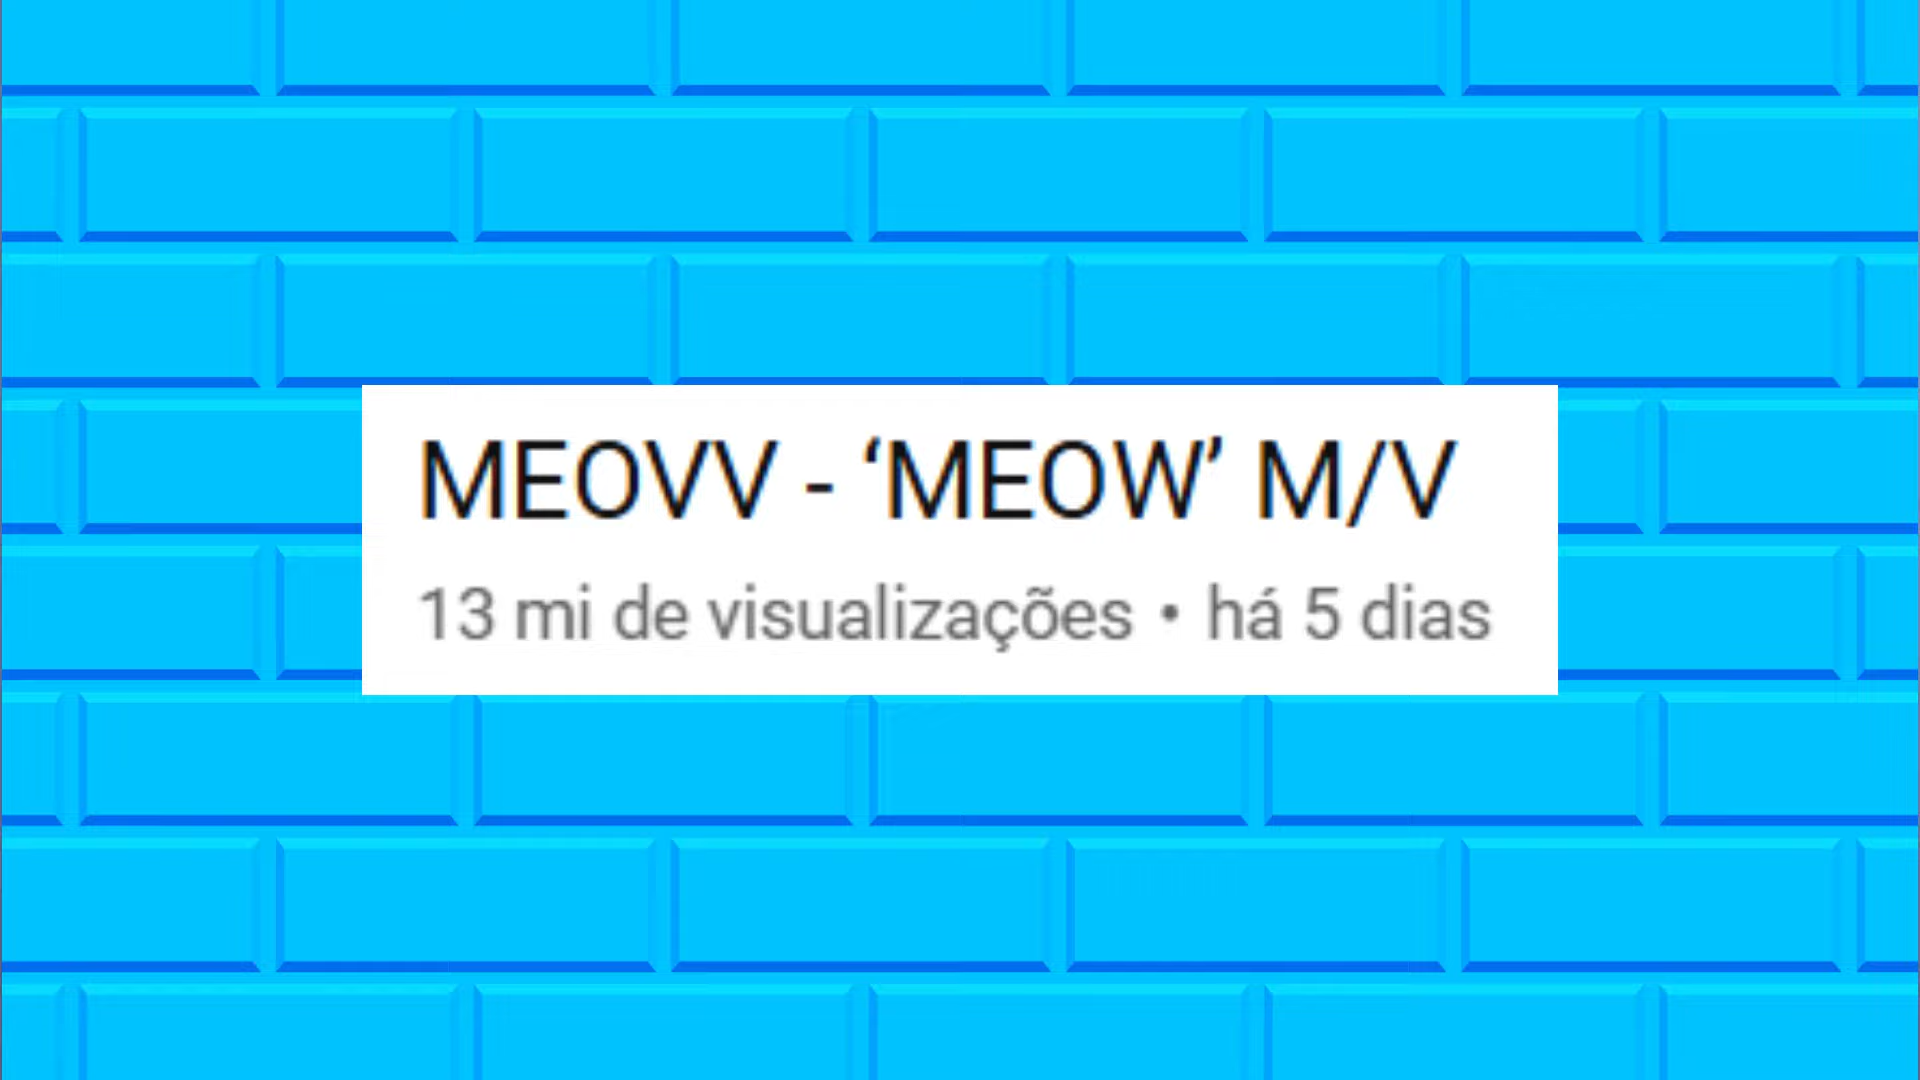 MEOVV - ‘MEOW’ M/V
13 mi de visualizações • há 5 dias